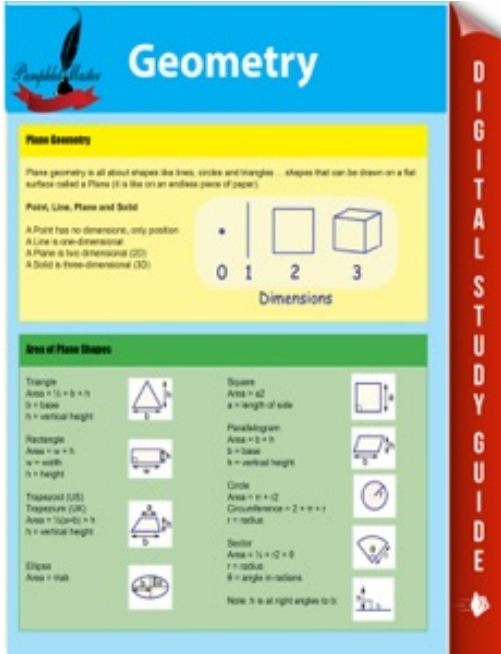 Pamphlet Master
Geometry
DIGITAL STUDY GUIDE
Plane Geometry
Plane geometry is all about shapes like lines, circles and triangles ... shapes that can be drawn on a flat
surface called a Plane (it is like on an endless piece of paper).
Point, Line, Plane and Solid
A Point has no dimensions, only position
A Line is one-dimensional
A Plane is two dimensional (2D)
A Solid is three-dimensional (3D)
0 1 2 3
Dimensions
Area of Plane Shapes
Triangle
Area = ½ × b × h
b = base
h = vertical height
h
b
Rectangle
Area = w × h
w = width
h = height
h
w
Trapezoid (US)
Trapezium (UK)
Area = ½(a+b) × h
h = vertical height
a
h
b
Ellipse
Area = πab
Square
Area = a2
a = length of side
a
Parallelogram
Area = b × h
b = base
h = vertical height
h
b
Circle
Area = π × r2
Circumference = 2 × π × r
r = radius
r
Sector
Area = ½ × r2 × θ
r = radius
θ = angle in radians
θ
Note: h is at right angles to b:
h
b